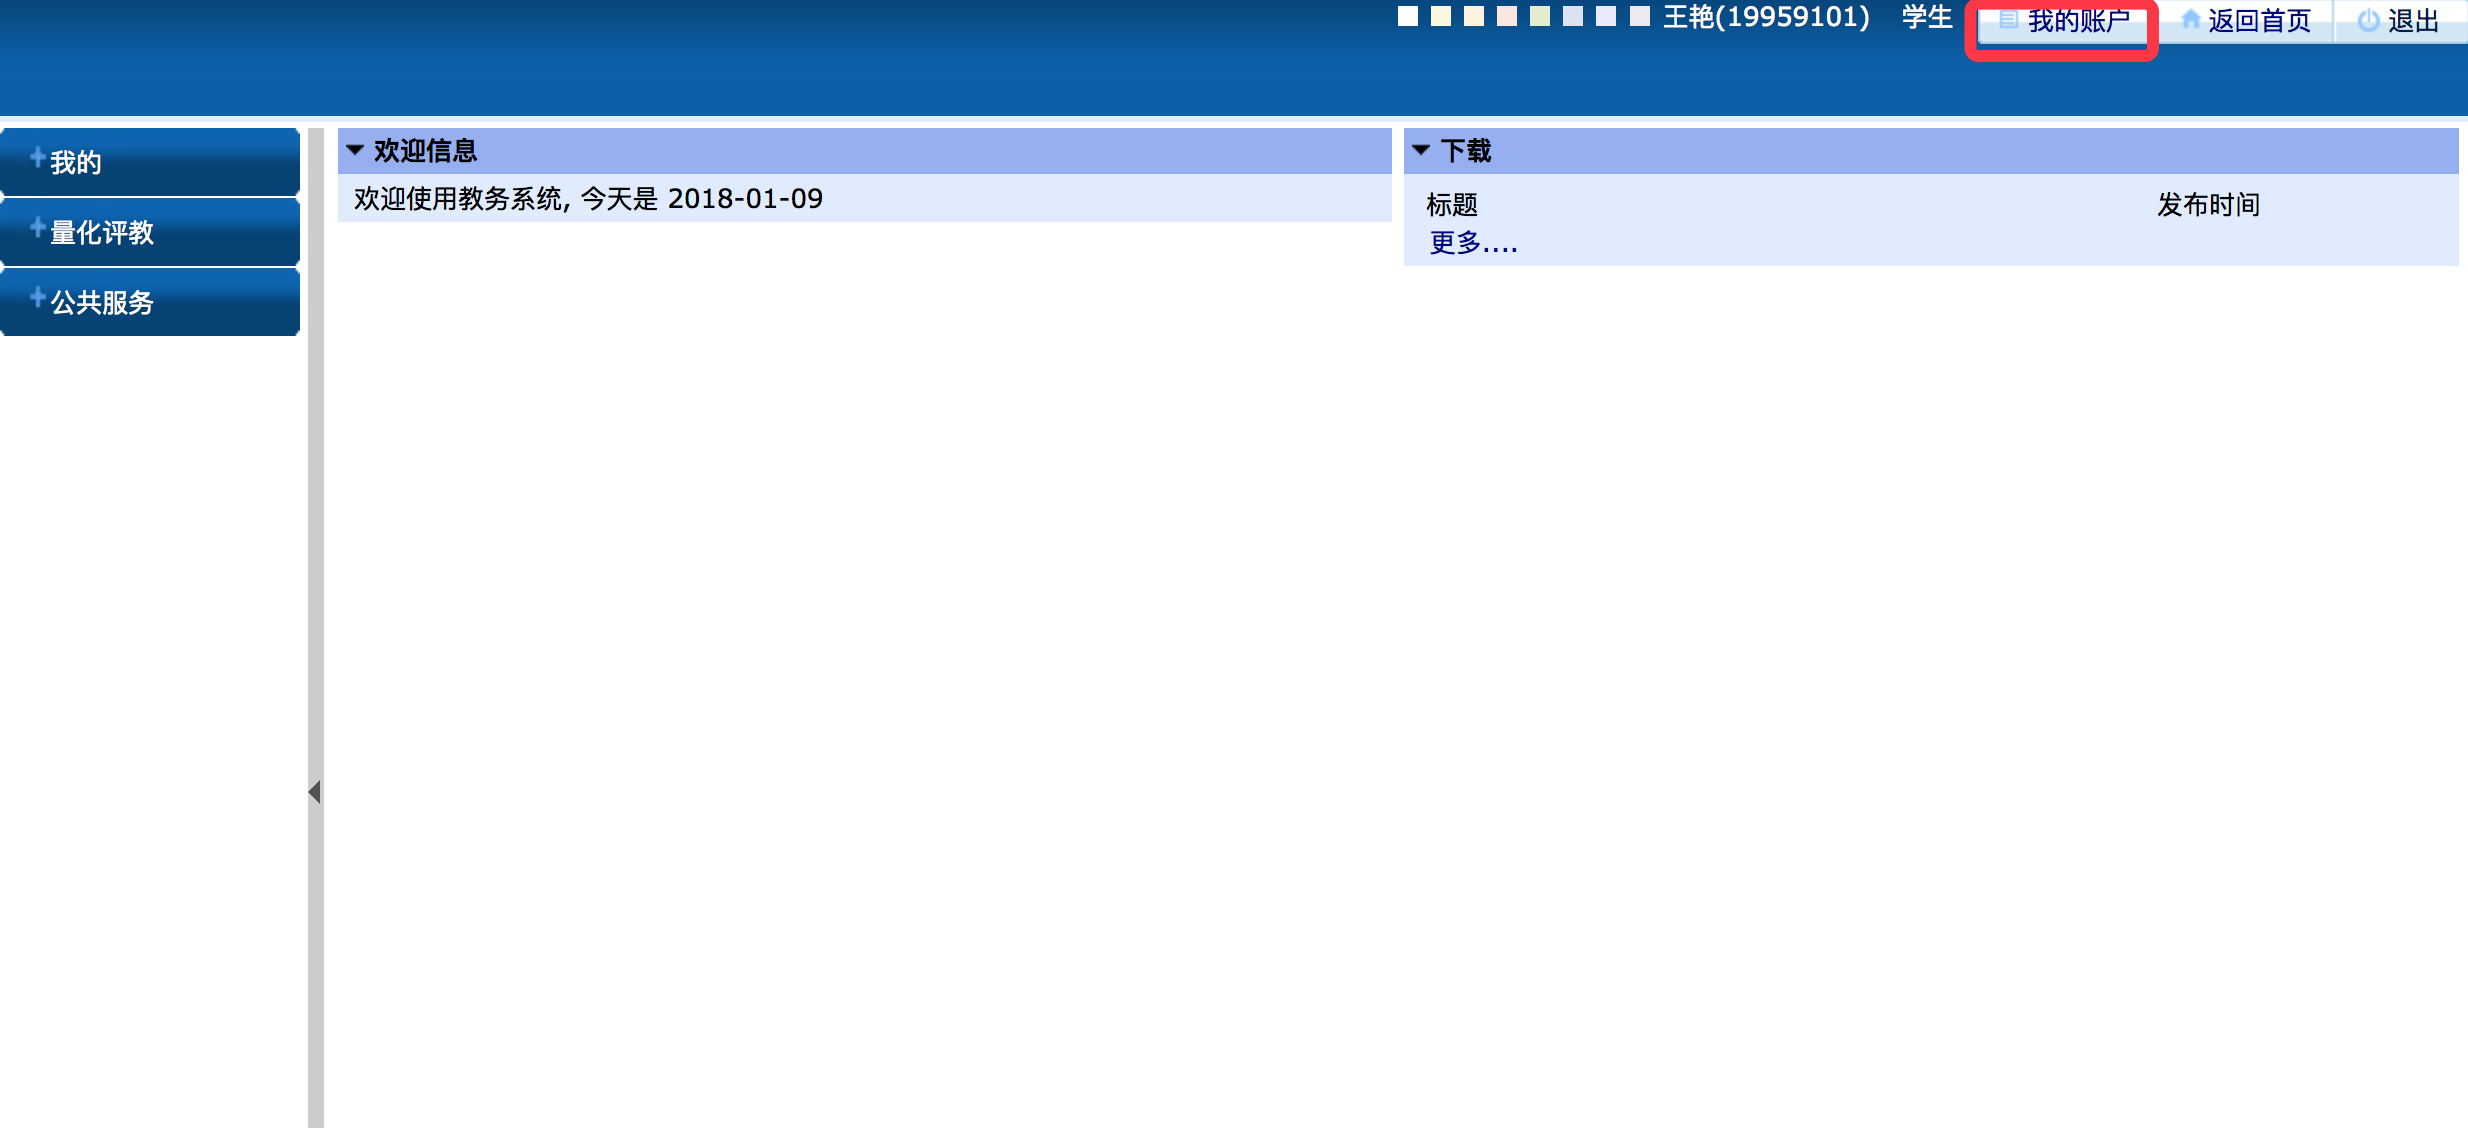 王艳(19959101) 学生 我的账户 返回首页 退出
我的
量化评教
公共服务
欢迎信息
欢迎使用教务系统, 今天是 2018-01-09
下载
标题 发布时间
更多....